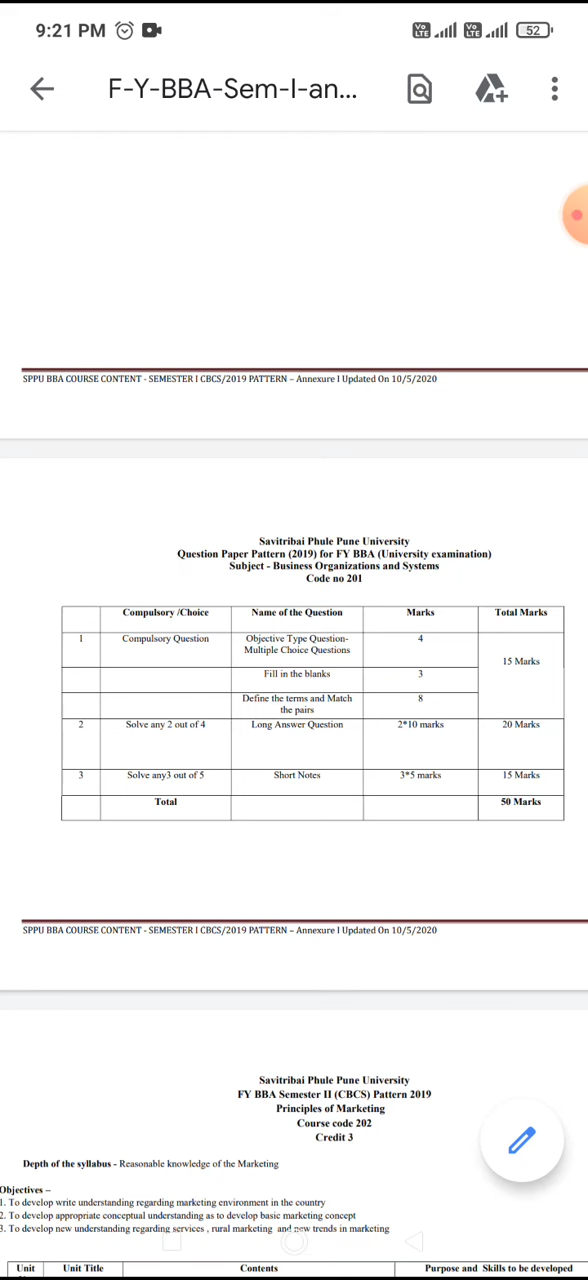 9:21 PM
Vo LTE Vo LTE 52
F-Y-BBA-Sem-I-an...
SPPU BBA COURSE CONTENT - SEMESTER I CBCS/2019 PATTERN – Annexure I Updated On 10/5/2020
Savitribai Phule Pune University
Question Paper Pattern (2019) for FY BBA (University examination)
Subject - Business Organizations and Systems
Code no 201
Compulsory /Choice Name of the Question Marks Total Marks
1 Compulsory Question Objective Type Question- 4
Multiple Choice Questions
15 Marks
Fill in the blanks 3
Define the terms and Match 8
the pairs
2 Solve any 2 out of 4 Long Answer Question 2*10 marks 20 Marks
3 Solve any3 out of 5 Short Notes 3*5 marks 15 Marks
Total 50 Marks
SPPU BBA COURSE CONTENT - SEMESTER I CBCS/2019 PATTERN – Annexure I Updated On 10/5/2020
Savitribai Phule Pune University
FY BBA Semester II (CBCS) Pattern 2019
Principles of Marketing
Course code 202
Credit 3
Depth of the syllabus - Reasonable knowledge of the Marketing
Objectives –
1. To develop write understanding regarding marketing environment in the country
2. To develop appropriate conceptual understanding as to develop basic marketing concept
3. To develop new understanding regarding services , rural marketing and new trends in marketing
Unit Unit Title Contents Purpose and Skills to be developed